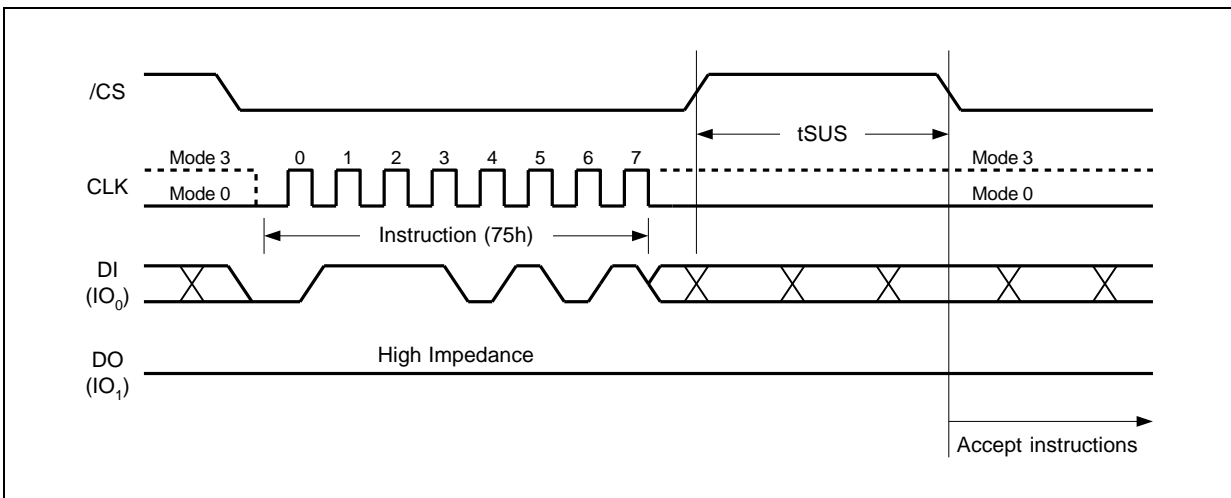 /CS
tSUS
Mode 3 0 1 2 3 4 5 6 7 Mode 3
CLK
Mode 0 Mode 0
Instruction (75h)
DI
(IO₀)
High Impedance
DO
(IO₁)
Accept instructions